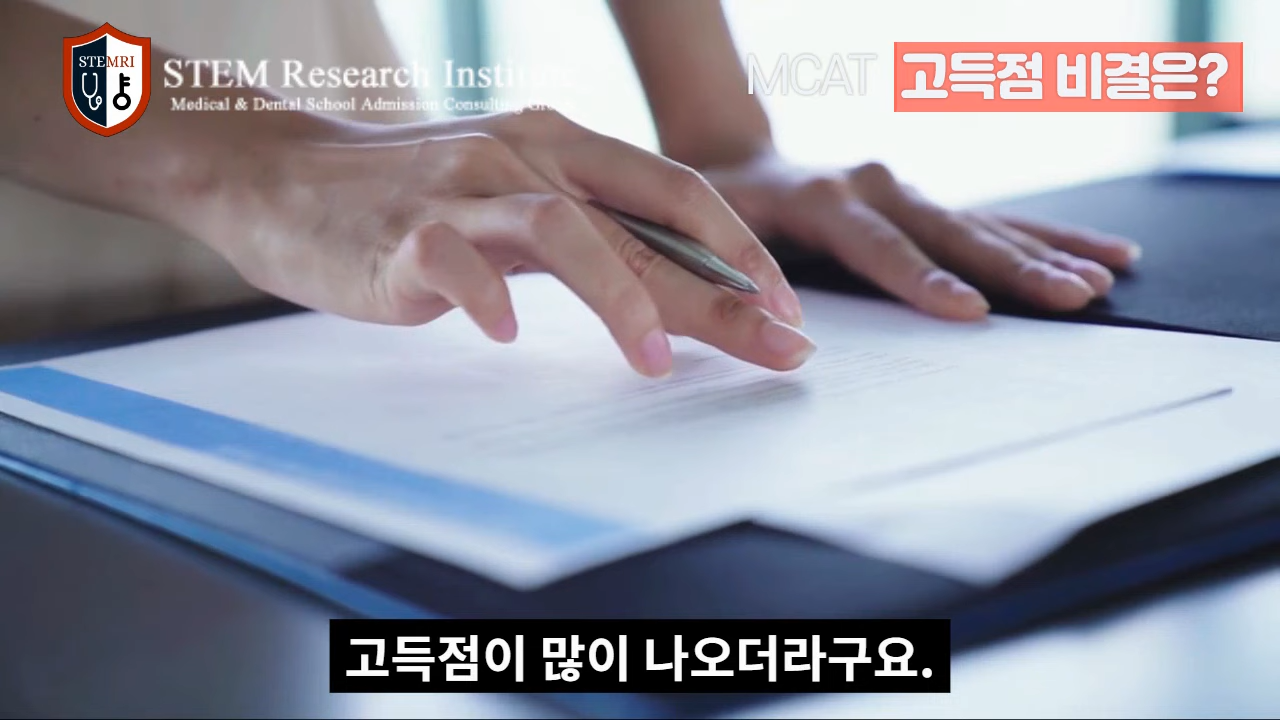 STEMRI
STEM Research Institute
Medical & Dental School Admission Consulting Group
MCAT 고득점 비결은?
고득점이 많이 나오더라구요.